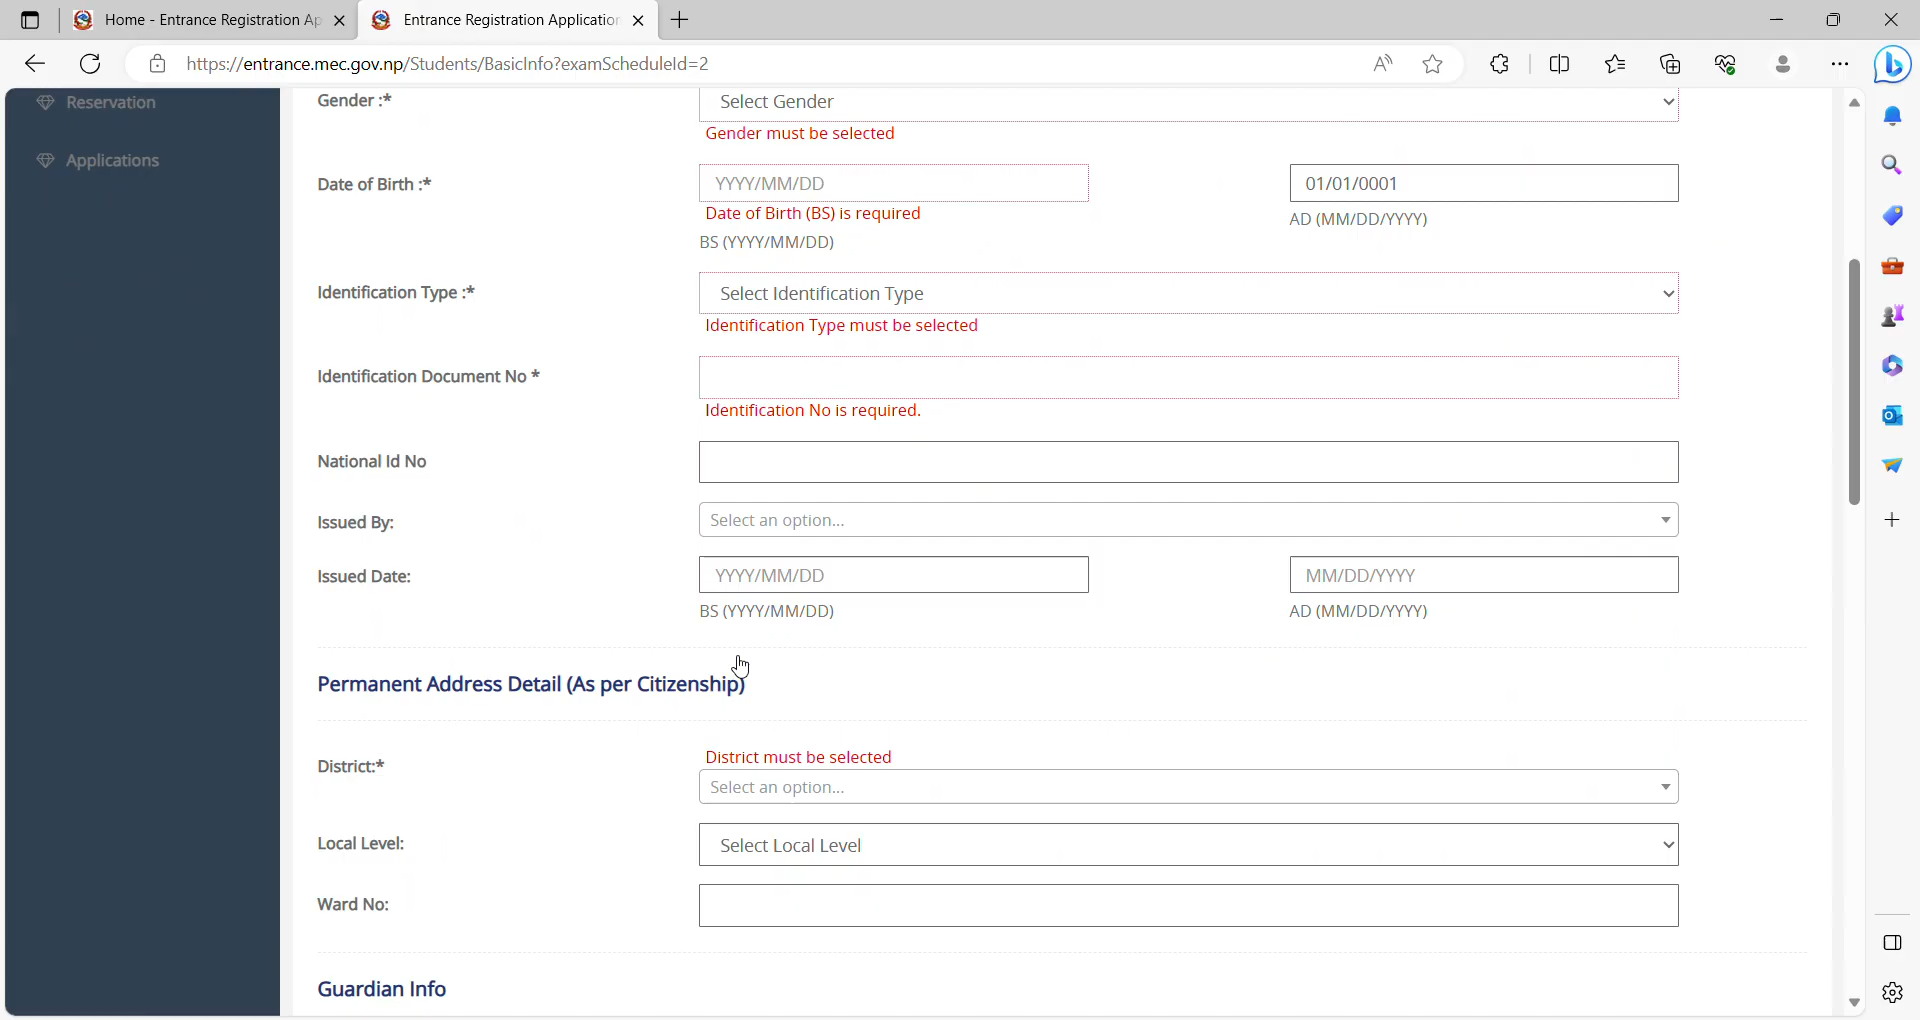 Home - Entrance Registration Ap
Entrance Registration Application
https://entrance.mec.gov.np/Students/BasicInfo?examScheduleId=2
Reservation
Applications
Gender :*
Select Gender
Gender must be selected
Date of Birth :*
YYYY/MM/DD
01/01/0001
Date of Birth (BS) is required
AD (MM/DD/YYYY)
BS (YYYY/MM/DD)
Identification Type :*
Select Identification Type
Identification Type must be selected
Identification Document No *
Identification No is required.
National Id No
Issued By:
Select an option...
Issued Date:
YYYY/MM/DD
MM/DD/YYYY
BS (YYYY/MM/DD)
AD (MM/DD/YYYY)
Permanent Address Detail (As per Citizenship)
District:*
District must be selected
Select an option...
Local Level:
Select Local Level
Ward No:
Guardian Info